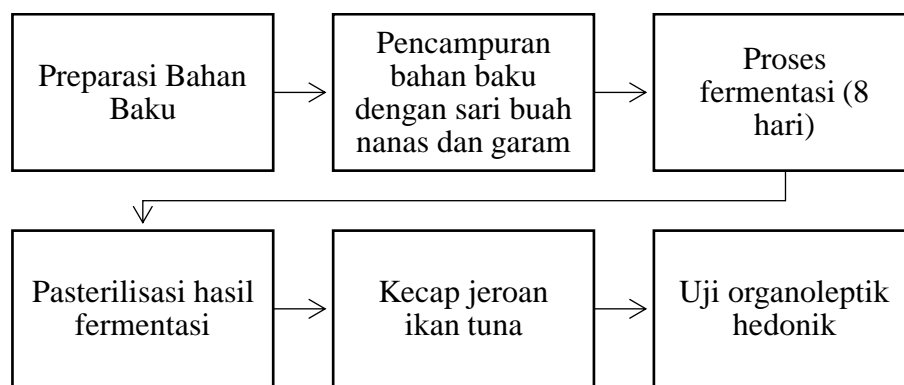 Preparasi Bahan
Baku
Pencampuran
bahan baku
dengan sari buah
nanas dan garam
Proses
fermentasi (8
hari)
Pasterilisasi hasil
fermentasi
Kecap jeroan
ikan tuna
Uji organoleptik
hedonik